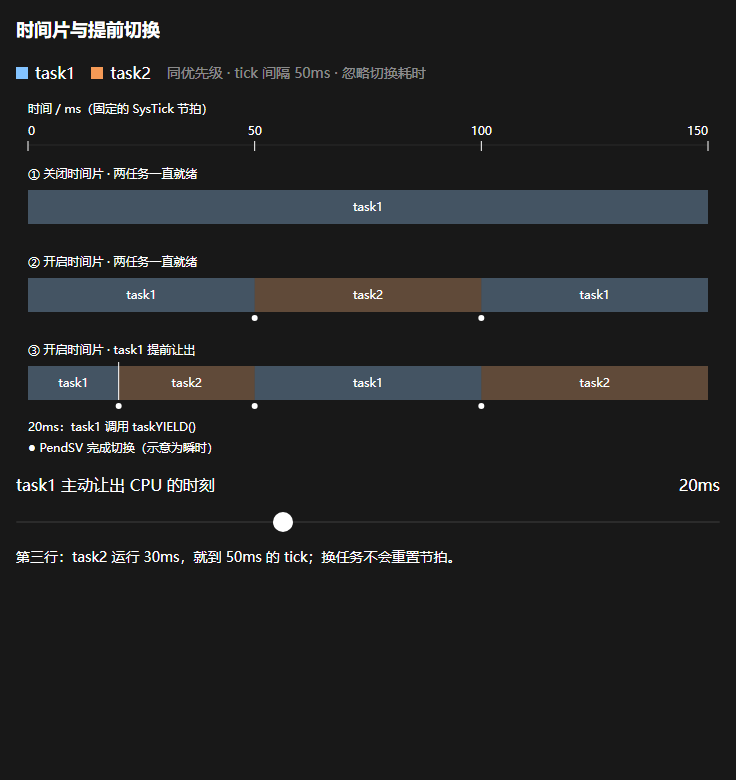 时间片与提前切换
task1 task2 同优先级 · tick 间隔 50ms · 忽略切换耗时
时间 / ms（固定的 SysTick 节拍）
0 50 100 150
① 关闭时间片 · 两任务一直就绪
task1
② 开启时间片 · 两任务一直就绪
task1 task2 task1
③ 开启时间片 · task1 提前让出
task1 task2 task1 task2
20ms：task1 调用 taskYIELD()
● PendSV 完成切换（示意为瞬时）
task1 主动让出 CPU 的时刻 20ms
第三行：task2 运行 30ms，就到 50ms 的 tick；换任务不会重置节拍。